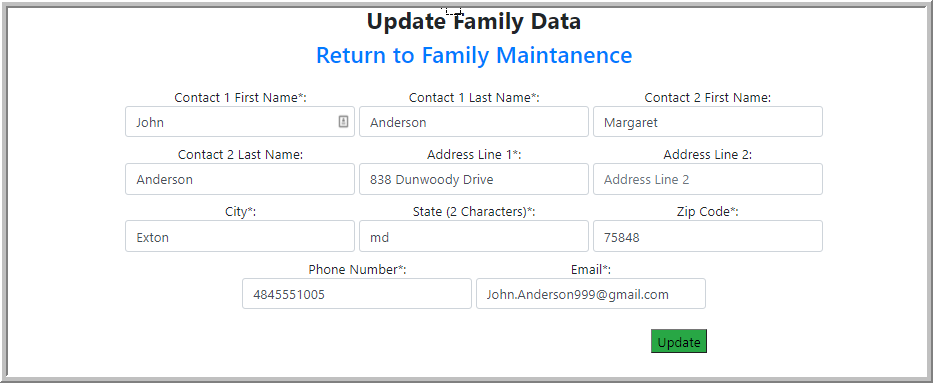 Update Family Data
Return to Family Maintanence
Contact 1 First Name*: Contact 1 Last Name*: Contact 2 First Name:
John Anderson Margaret
Contact 2 Last Name: Address Line 1*: Address Line 2:
Anderson 838 Dunwoody Drive Address Line 2
City*: State (2 Characters)*: Zip Code*:
Exton md 75848
Phone Number*: Email*:
4845551005 John.Anderson999@gmail.com
Update